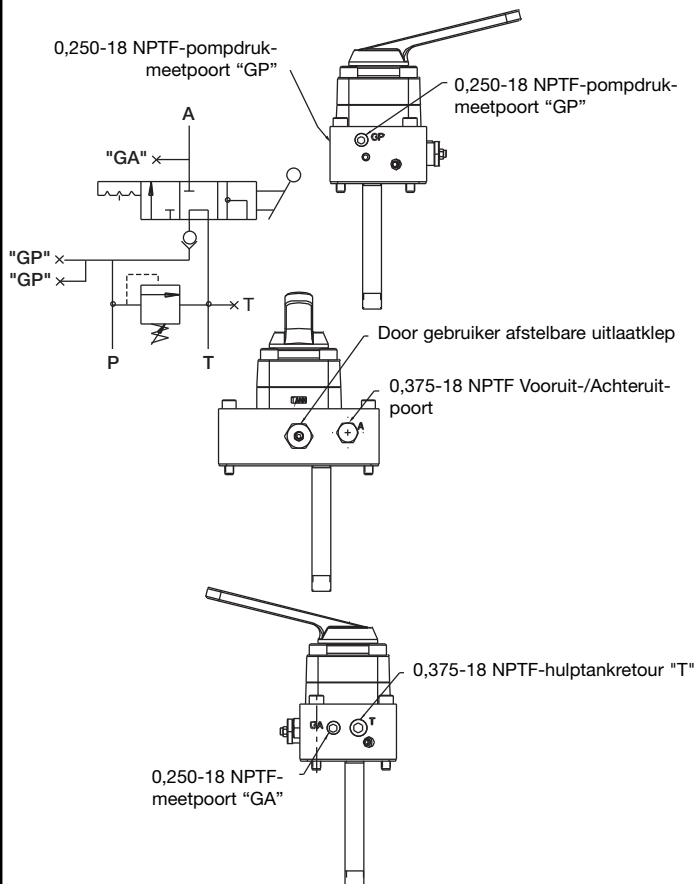 0,250-18 NPTF-pompdruk-
meetpoort “GP”
0,250-18 NPTF-pompdruk-
meetpoort “GP”
GP
A
"GA"
"GP"
"GP"
T
P
T
Door gebruiker afstelbare uitlaatklep
0,375-18 NPTF Vooruit-/Achteruit-
poort
A
0,375-18 NPTF-hulptankretour "T"
GA
T
0,250-18 NPTF-
meetpoort “GA”